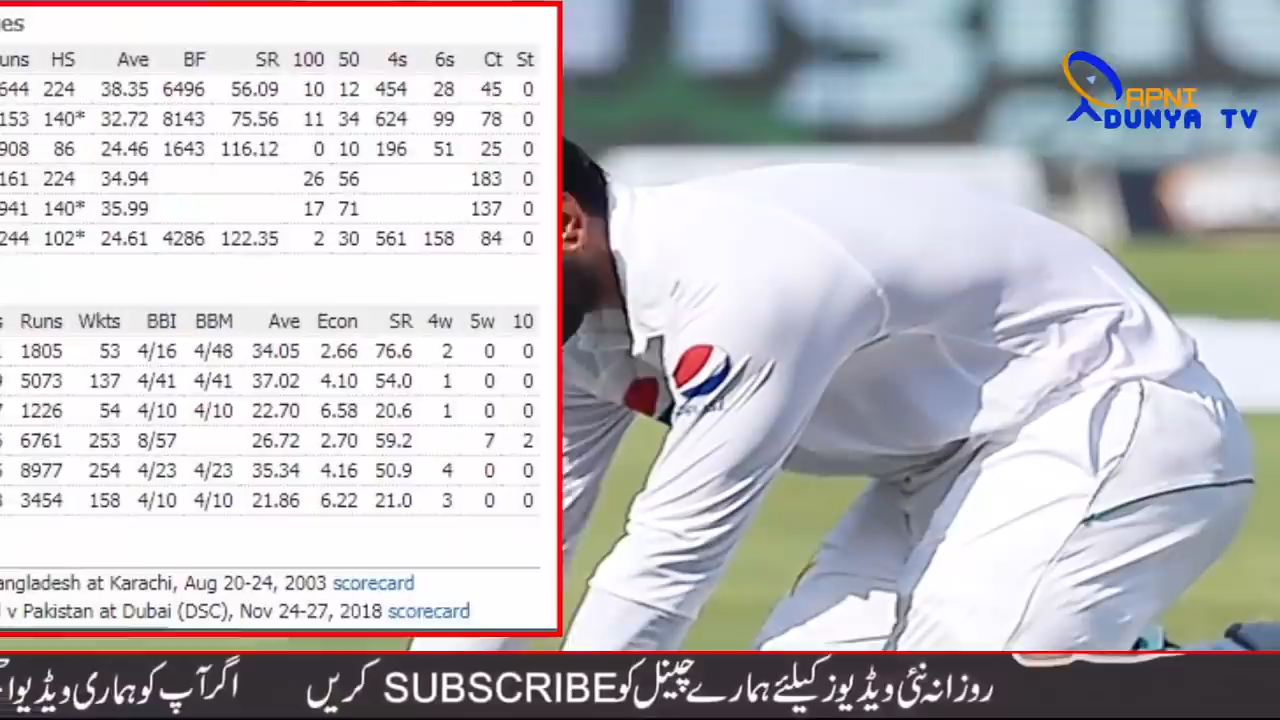 es
uns HS Ave BF SR 100 50 4s 6s Ct St
644 224 38.35 6496 56.09 10 12 454 28 45 0
153 140* 32.72 8143 75.56 11 34 624 99 78 0
908 86 24.46 1643 116.12 0 10 196 51 25 0
161 224 34.94 26 56 183 0
941 140* 35.99 17 71 137 0
244 102* 24.61 4286 122.35 2 30 561 158 84 0
Runs Wkts BBI BBM Ave Econ SR 4w 5w 10
1805 53 4/16 4/48 34.05 2.66 76.6 2 0 0
5073 137 4/41 4/41 37.02 4.10 54.0 1 0 0
1226 54 4/10 4/10 22.70 6.58 20.6 1 0 0
6761 253 8/57 26.72 2.70 59.2 7 2
8977 254 4/23 4/23 35.34 4.16 50.9 4 0 0
3454 158 4/10 4/10 21.86 6.22 21.0 3 0 0
angladesh at Karachi, Aug 20-24, 2003 scorecard
v Pakistan at Dubai (DSC), Nov 24-27, 2018 scorecard
APNI
DUNYA TV
روزانہ نئی ویڈیوز کیلئے ہمارے چینل کو SUBSCRIBE کریں اگر آپ کو ہماری ویڈیو